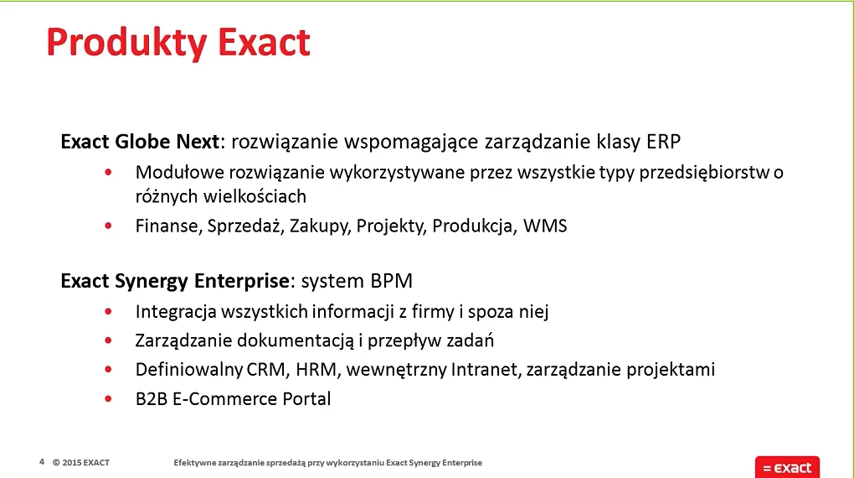 Produkty Exact
Exact Globe Next: rozwiązanie wspomagające zarządzanie klasy ERP
• Modułowe rozwiązanie wykorzystywane przez wszystkie typy przedsiębiorstw o
różnych wielkościach
• Finanse, Sprzedaż, Zakupy, Projekty, Produkcja, WMS
Exact Synergy Enterprise: system BPM
• Integracja wszystkich informacji z firmy i spoza niej
• Zarządzanie dokumentacją i przepływ zadań
• Definiowalny CRM, HRM, wewnętrzny Intranet, zarządzanie projektami
• B2B E-Commerce Portal
4 © 2015 EXACT Efektywne zarządzanie sprzedażą przy wykorzystaniu Exact Synergy Enterprise
= exact